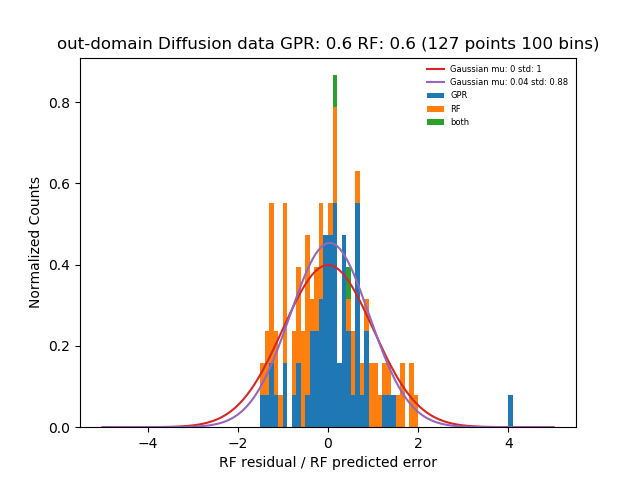 out-domain Diffusion data GPR: 0.6 RF: 0.6 (127 points 100 bins)
Gaussian mu: 0 std: 1
Gaussian mu: 0.04 std: 0.88
GPR
RF
both
Normalized Counts
0.8
0.6
0.4
0.2
0.0
−4 −2 0 2 4
RF residual / RF predicted error